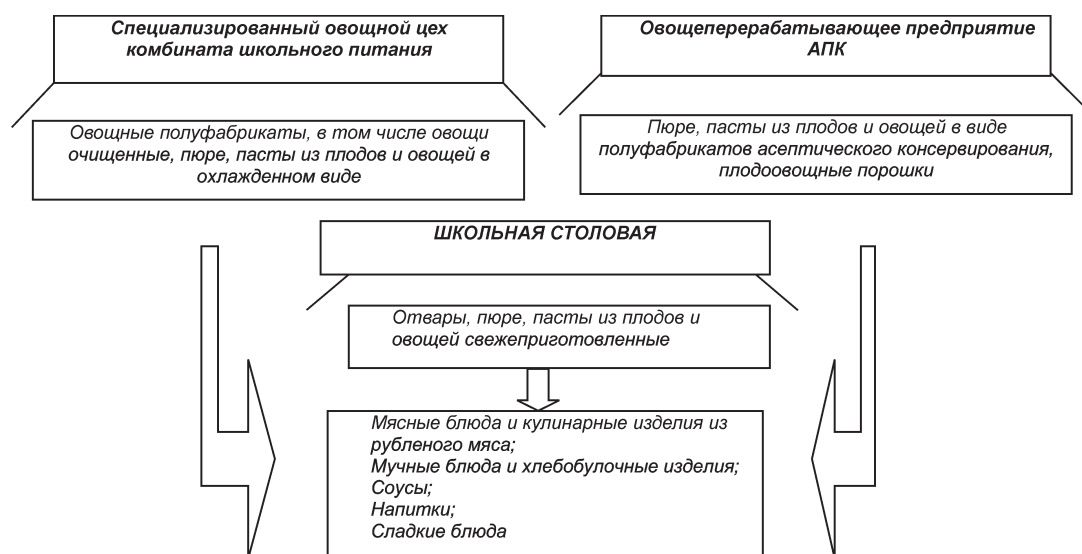 Специализированный овощной цех
комбината школьного питания
Овощеперерабатывающее предприятие
АПК
Овощные полуфабрикаты, в том числе овощи
очищенные, пюре, пасты из плодов и овощей в
охлажденном виде
Пюре, пасты из плодов и овощей в виде
полуфабрикатов асептического консервирования,
плодоовощные порошки
ШКОЛЬНАЯ СТОЛОВАЯ
Отвары, пюре, пасты из плодов и
овощей свежеприготовленные
Мясные блюда и кулинарные изделия из
рубленого мяса;
Мучные блюда и хлебобулочные изделия;
Соусы;
Напитки;
Сладкие блюда